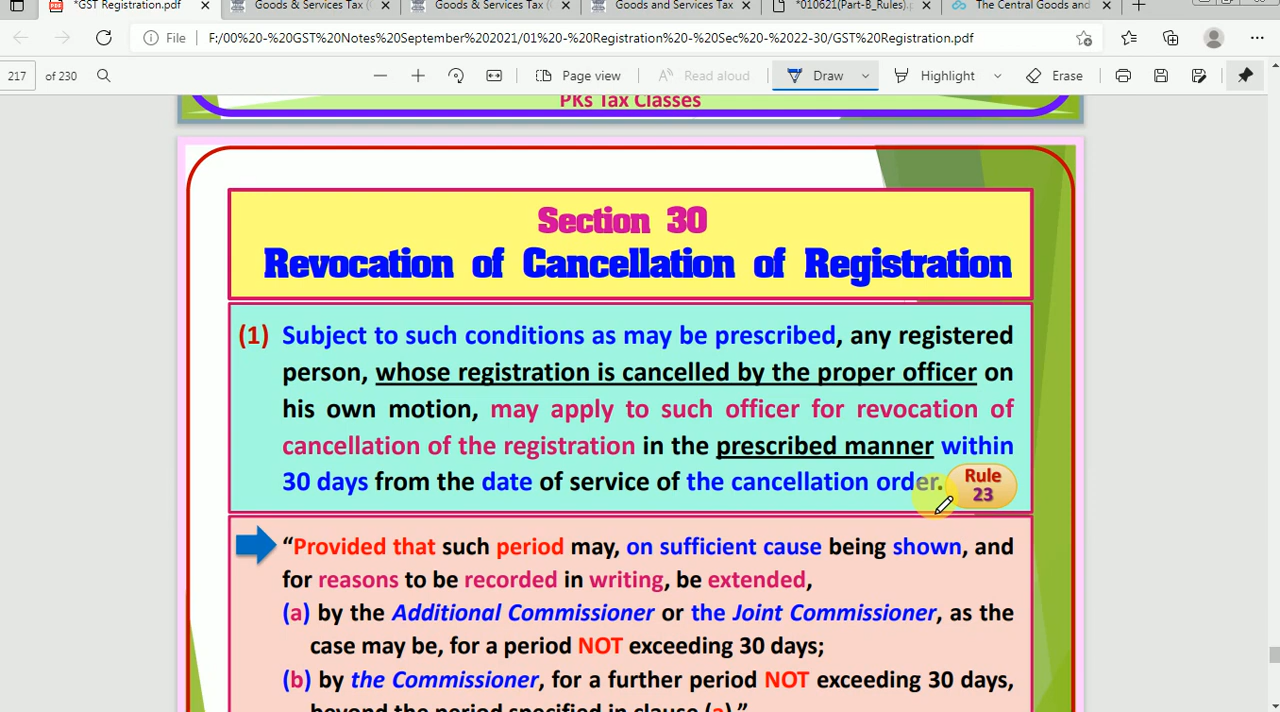 *GST Registration.pdf
Goods & Services Tax (
Goods & Services Tax (
Goods and Services Tax
*010621(Part-B_Rules).p
The Central Goods and
File
F:/00%20-%20GST%20Notes%20September%202021/01%20-%20Registration%20-%20Sec%20-%2022-30/GST%20Registration.pdf
217 of 230
Page view
Read aloud
Draw
Highlight
Erase
PKs Tax Classes
Section 30
Revocation of Cancellation of Registration
(1) Subject to such conditions as may be prescribed, any registered
person, whose registration is cancelled by the proper officer on
his own motion, may apply to such officer for revocation of
cancellation of the registration in the prescribed manner within
30 days from the date of service of the cancellation order.
Rule
23
“Provided that such period may, on sufficient cause being shown, and
for reasons to be recorded in writing, be extended,
(a) by the Additional Commissioner or the Joint Commissioner, as the
case may be, for a period NOT exceeding 30 days;
(b) by the Commissioner, for a further period NOT exceeding 30 days,
beyond the period specified in clause (a).”